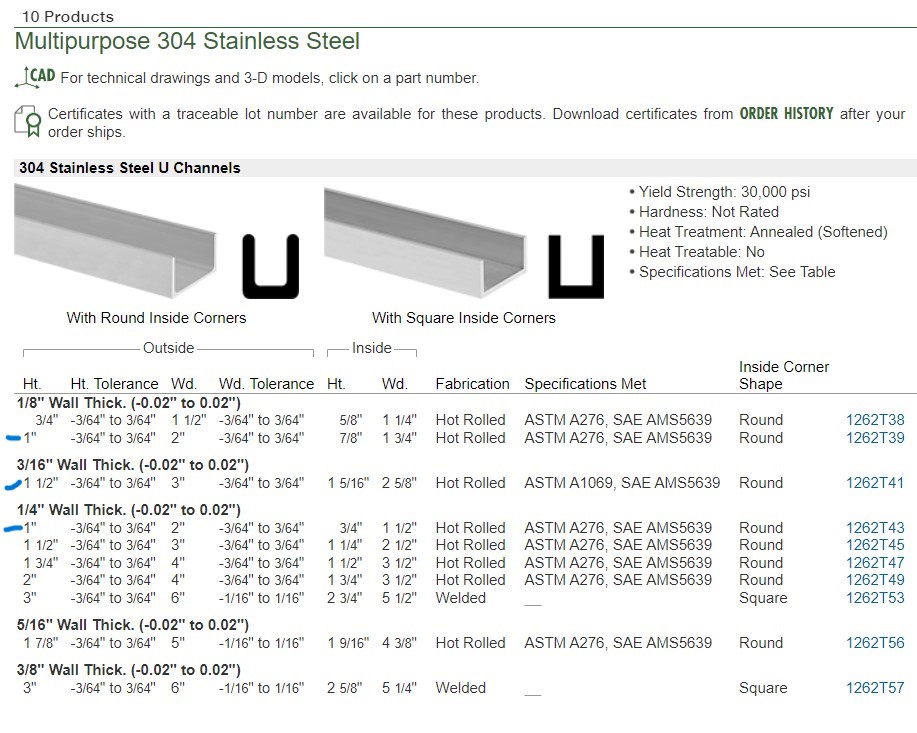 10 Products
Multipurpose 304 Stainless Steel
CAD For technical drawings and 3-D models, click on a part number.
Certificates with a traceable lot number are available for these products. Download certificates from ORDER HISTORY after your
order ships.
304 Stainless Steel U Channels
• Yield Strength: 30,000 psi
• Hardness: Not Rated
• Heat Treatment: Annealed (Softened)
• Heat Treatable: No
• Specifications Met: See Table
With Round Inside Corners With Square Inside Corners
Outside Inside
Inside Corner
Ht. Ht. Tolerance Wd. Wd. Tolerance Ht. Wd. Fabrication Specifications Met Shape
1/8" Wall Thick. (-0.02" to 0.02")
3/4" -3/64" to 3/64" 1 1/2" -3/64" to 3/64" 5/8" 1 1/4" Hot Rolled ASTM A276, SAE AMS5639 Round 1262T38
1" -3/64" to 3/64" 2" -3/64" to 3/64" 7/8" 1 3/4" Hot Rolled ASTM A276, SAE AMS5639 Round 1262T39
3/16" Wall Thick. (-0.02" to 0.02")
1 1/2" -3/64" to 3/64" 3" -3/64" to 3/64" 1 5/16" 2 5/8" Hot Rolled ASTM A1069, SAE AMS5639 Round 1262T41
1/4" Wall Thick. (-0.02" to 0.02")
1" -3/64" to 3/64" 2" -3/64" to 3/64" 3/4" 1 1/2" Hot Rolled ASTM A276, SAE AMS5639 Round 1262T43
1 1/2" -3/64" to 3/64" 3" -3/64" to 3/64" 1 1/4" 2 1/2" Hot Rolled ASTM A276, SAE AMS5639 Round 1262T45
1 3/4" -3/64" to 3/64" 4" -3/64" to 3/64" 1 1/2" 3 1/2" Hot Rolled ASTM A276, SAE AMS5639 Round 1262T47
2" -3/64" to 3/64" 4" -3/64" to 3/64" 1 3/4" 3 1/2" Hot Rolled ASTM A276, SAE AMS5639 Round 1262T49
3" -3/64" to 3/64" 6" -1/16" to 1/16" 2 3/4" 5 1/2" Welded __ Square 1262T53
5/16" Wall Thick. (-0.02" to 0.02")
1 7/8" -3/64" to 3/64" 5" -1/16" to 1/16" 1 9/16" 4 3/8" Hot Rolled ASTM A276, SAE AMS5639 Round 1262T56
3/8" Wall Thick. (-0.02" to 0.02")
3" -3/64" to 3/64" 6" -1/16" to 1/16" 2 5/8" 5 1/4" Welded __ Square 1262T57